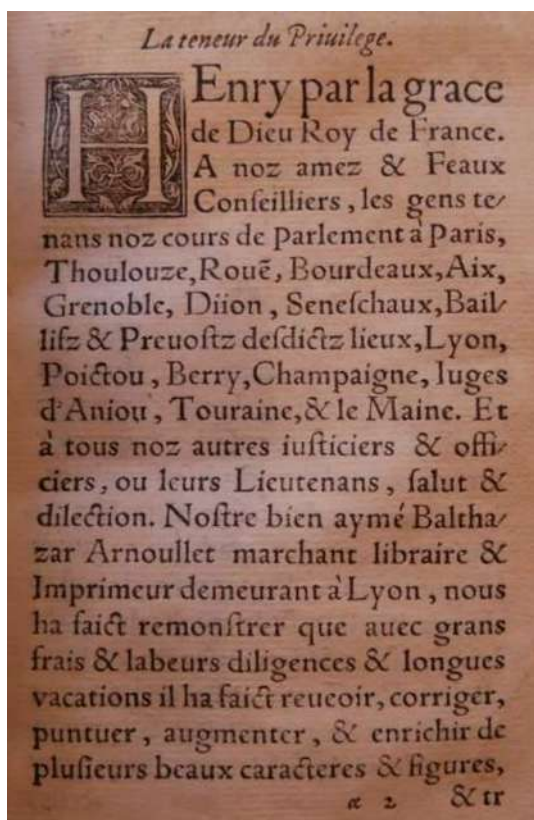 La teneur du Priuilege.
HEnry par la grace
de Dieu Roy de France.
A noz amez & Feaux
Conſeilliers, les gens te-
nans noz cours de parlement à Paris,
Thoulouze, Rouẽ, Bourdeaux, Aix,
Grenoble, Diion, Seneſchaux, Bail-
lifz & Preuoſtz deſdictz lieux, Lyon,
Poictou, Berry, Champaigne, Iuges
d'Aniou, Touraine, & le Maine. Et
à tous noz autres iuſticiers & offi-
ciers, ou leurs Lieutenans, ſalut &
dilection. Noſtre bien aymé Baltha-
zar Arnoullet marchant libraire &
Imprimeur demeurant à Lyon, nous
ha faict remonſtrer que auec grans
frais & labeurs diligences & longues
vacations il ha faict reueoir, corriger,
puntuer, augmenter, & enrichir de
pluſieurs beaux caracteres & figures,
a 2 & tr